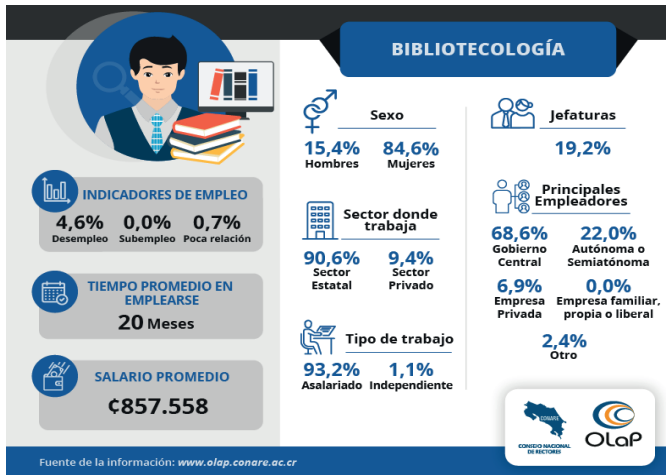 BIBLIOTECOLOGÍA
INDICADORES DE EMPLEO
4,6% 0,0% 0,7%
Desempleo Subempleo Poca relación
TIEMPO PROMEDIO EN
EMPLEARSE
20 Meses
SALARIO PROMEDIO
¢857.558
Sexo
15,4% 84,6%
Hombres Mujeres
Sector donde
trabaja
90,6% 9,4%
Sector Sector
Estatal Privado
Tipo de trabajo
93,2% 1,1%
Asalariado Independiente
Jefaturas
19,2%
Principales
Empleadores
68,6% 22,0%
Gobierno Autónoma o
Central Semiatónoma
6,9% 0,0%
Empresa Empresa familiar,
Privada propia o liberal
2,4%
Otro
CONARE
CONSEJO NACIONAL
DE RECTORES
OLaP
Fuente de la información: www.olap.conare.ac.cr